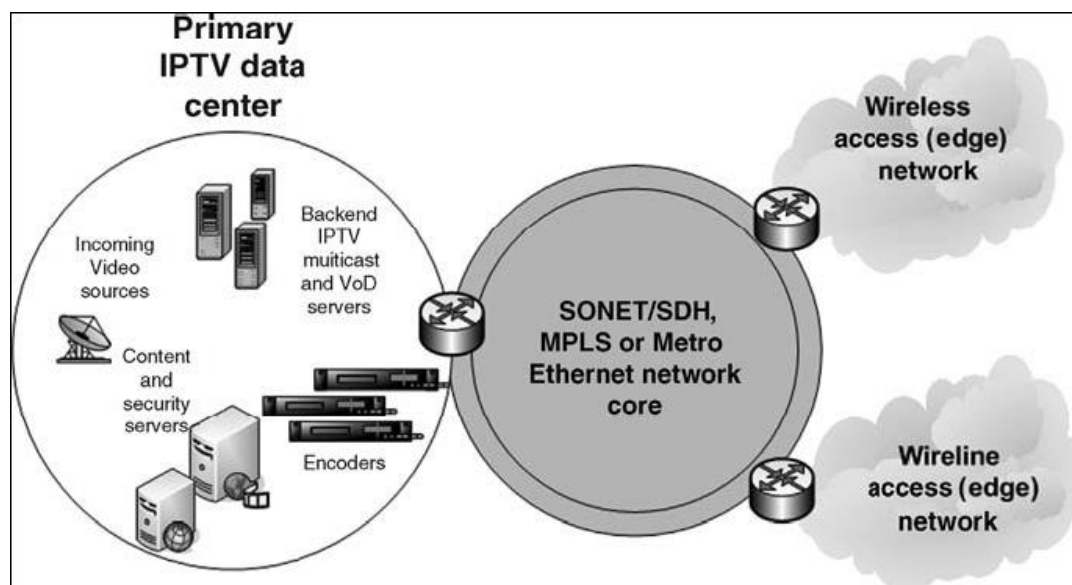 Primary
IPTV data
center
Incoming
Video
sources
Backend
IPTV
muiticast
and VoD
servers
Content
and
security
servers
Encoders
SONET/SDH,
MPLS or Metro
Ethernet network
core
Wireless
access (edge)
network
Wireline
access (edge)
network